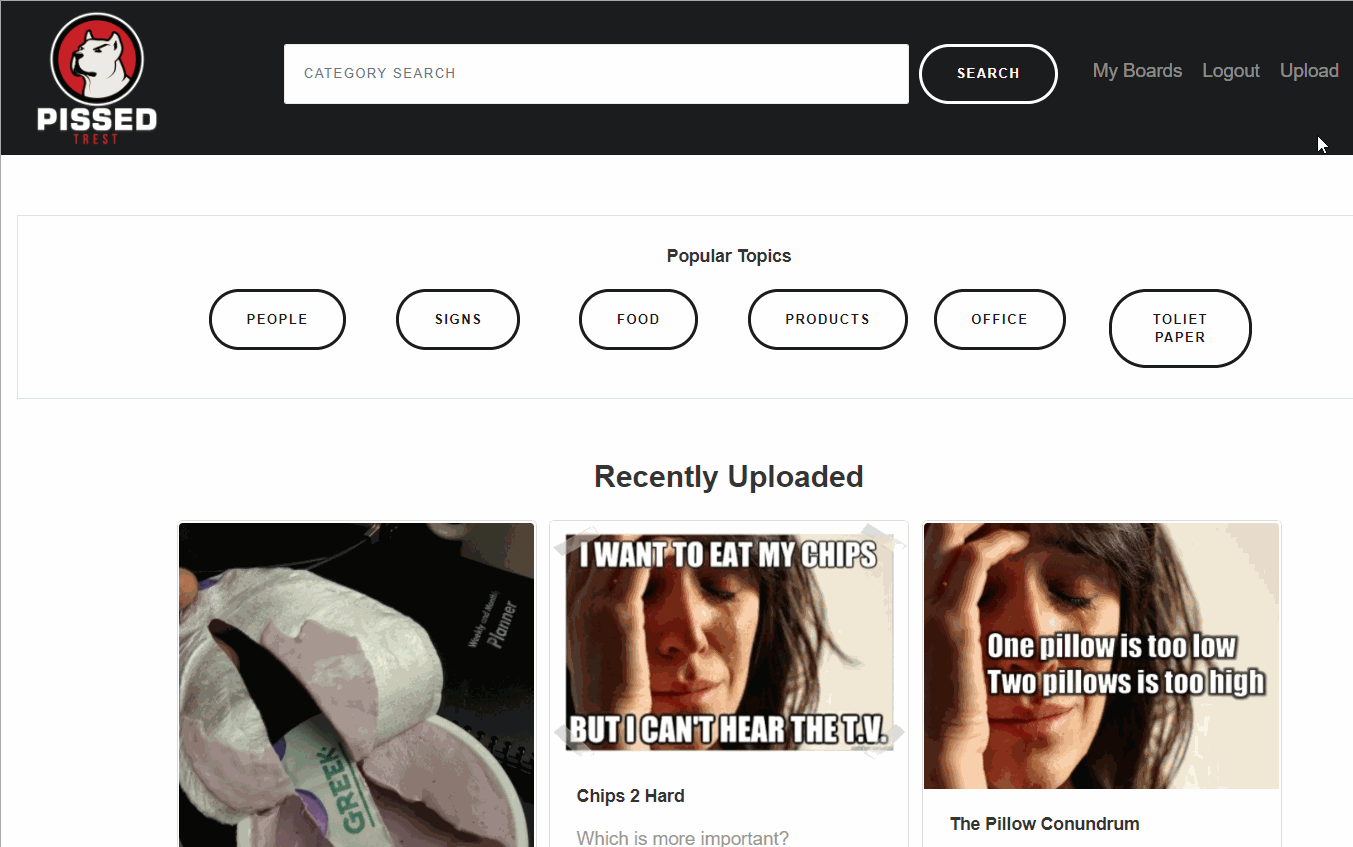 PISSED
TREST
CATEGORY SEARCH
SEARCH
My Boards
Logout
Upload
Popular Topics
PEOPLE
SIGNS
FOOD
PRODUCTS
OFFICE
TOLIET
PAPER
Recently Uploaded
Weekly and Monthly
Planner
GREEK
I WANT TO EAT MY CHIPS
BUT I CAN'T HEAR THE T.V.
Chips 2 Hard
Which is more important?
One pillow is too low
Two pillows is too high
The Pillow Conundrum